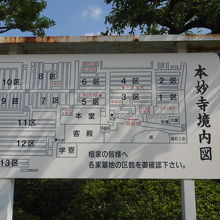 本妙寺境内図
8区
6区
4区
3区
10区
7区
5区
2区
1区
9区
11区
本堂
客殿
12区
学寮
13区
檀家の皆様へ
各家墓地の区数を御確認下さい。